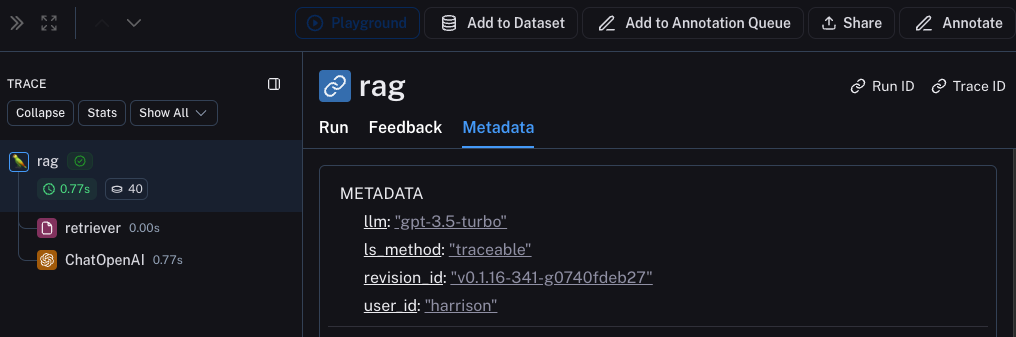 Playground
Add to Dataset
Add to Annotation Queue
Share
Annotate
TRACE
Collapse
Stats
Show All
rag
0.77s
40
retriever 0.00s
ChatOpenAI 0.77s
rag
Run ID
Trace ID
Run
Feedback
Metadata
METADATA
llm: "gpt-3.5-turbo"
ls_method: "traceable"
revision_id: "v0.1.16-341-g0740fdeb27"
user_id: "harrison"